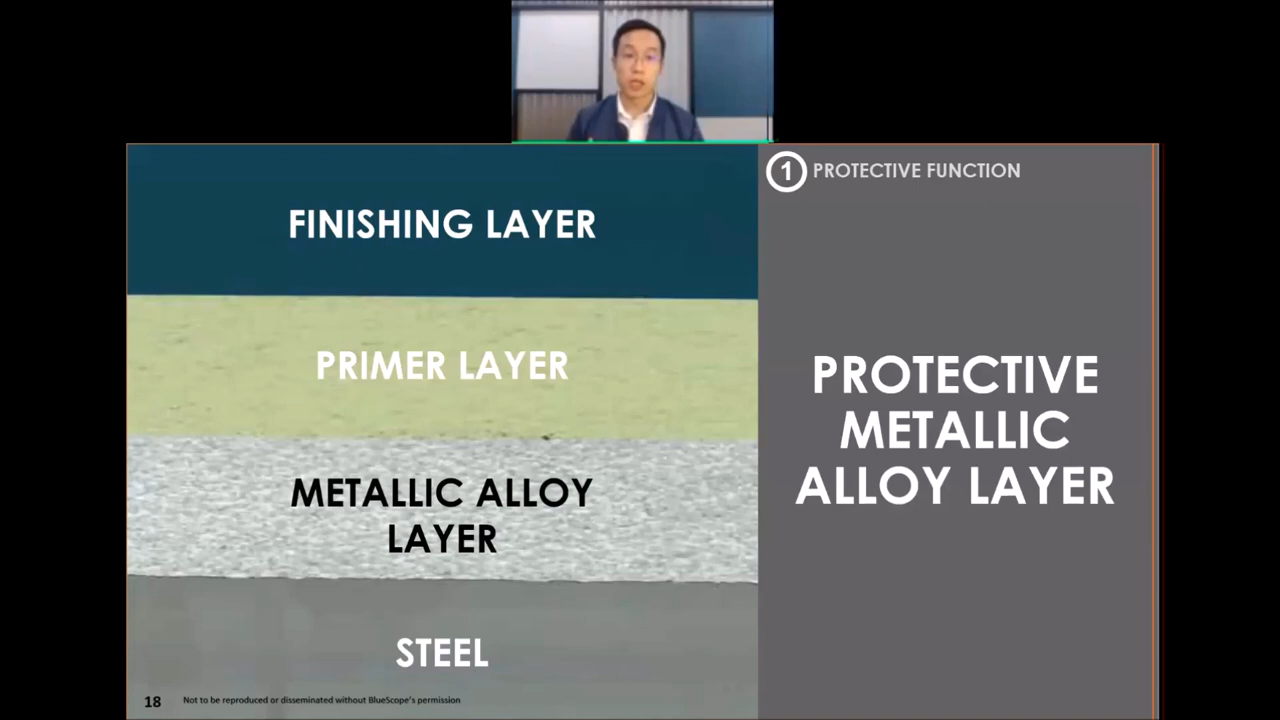 FINISHING LAYER
PRIMER LAYER
METALLIC ALLOY
LAYER
STEEL
18 Not to be reproduced or disseminated without BlueScope's permission
1 PROTECTIVE FUNCTION
PROTECTIVE
METALLIC
ALLOY LAYER